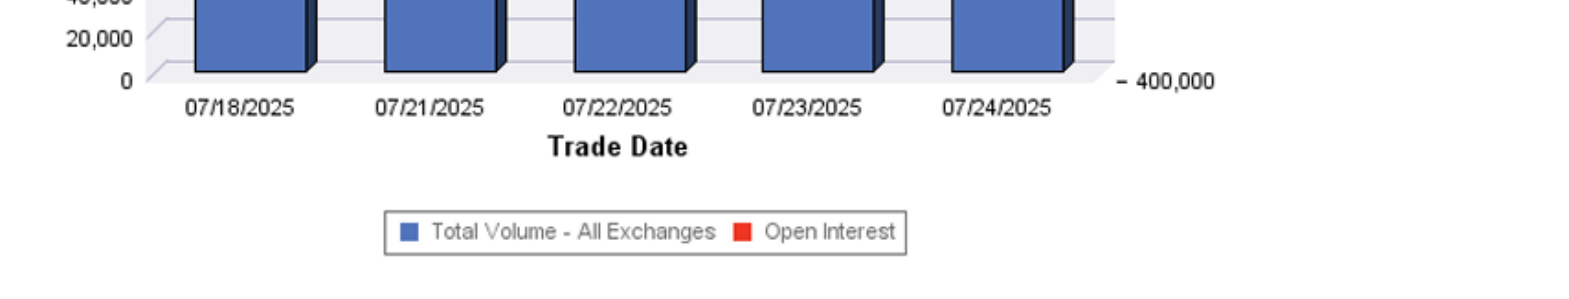 20,000
0
- 400,000
07/18/2025 07/21/2025 07/22/2025 07/23/2025 07/24/2025
Trade Date
Total Volume - All Exchanges Open Interest